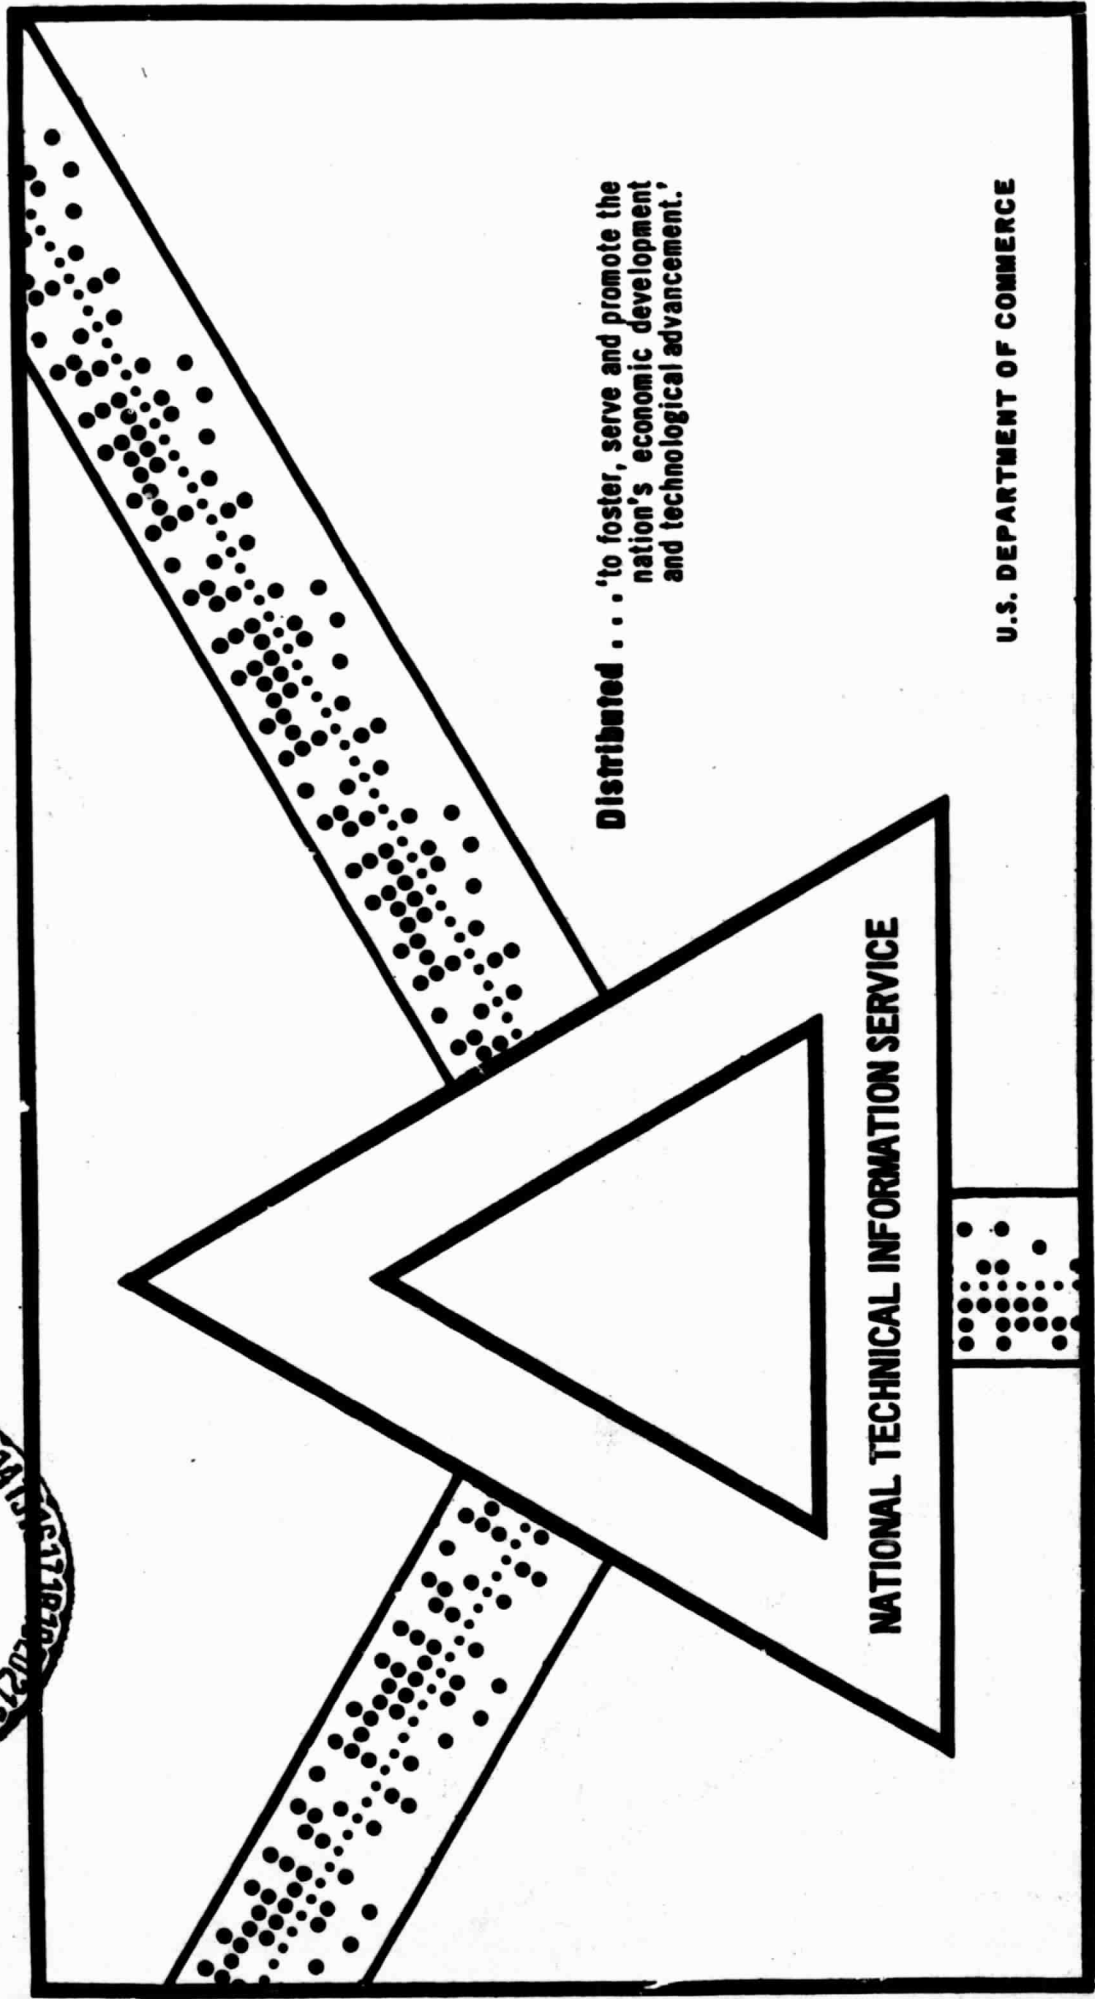 Distributed . . . 'to foster, serve and promote the
nation's economic development
and technological advancement.'
NATIONAL TECHNICAL INFORMATION SERVICE
U.S. DEPARTMENT OF COMMERCE